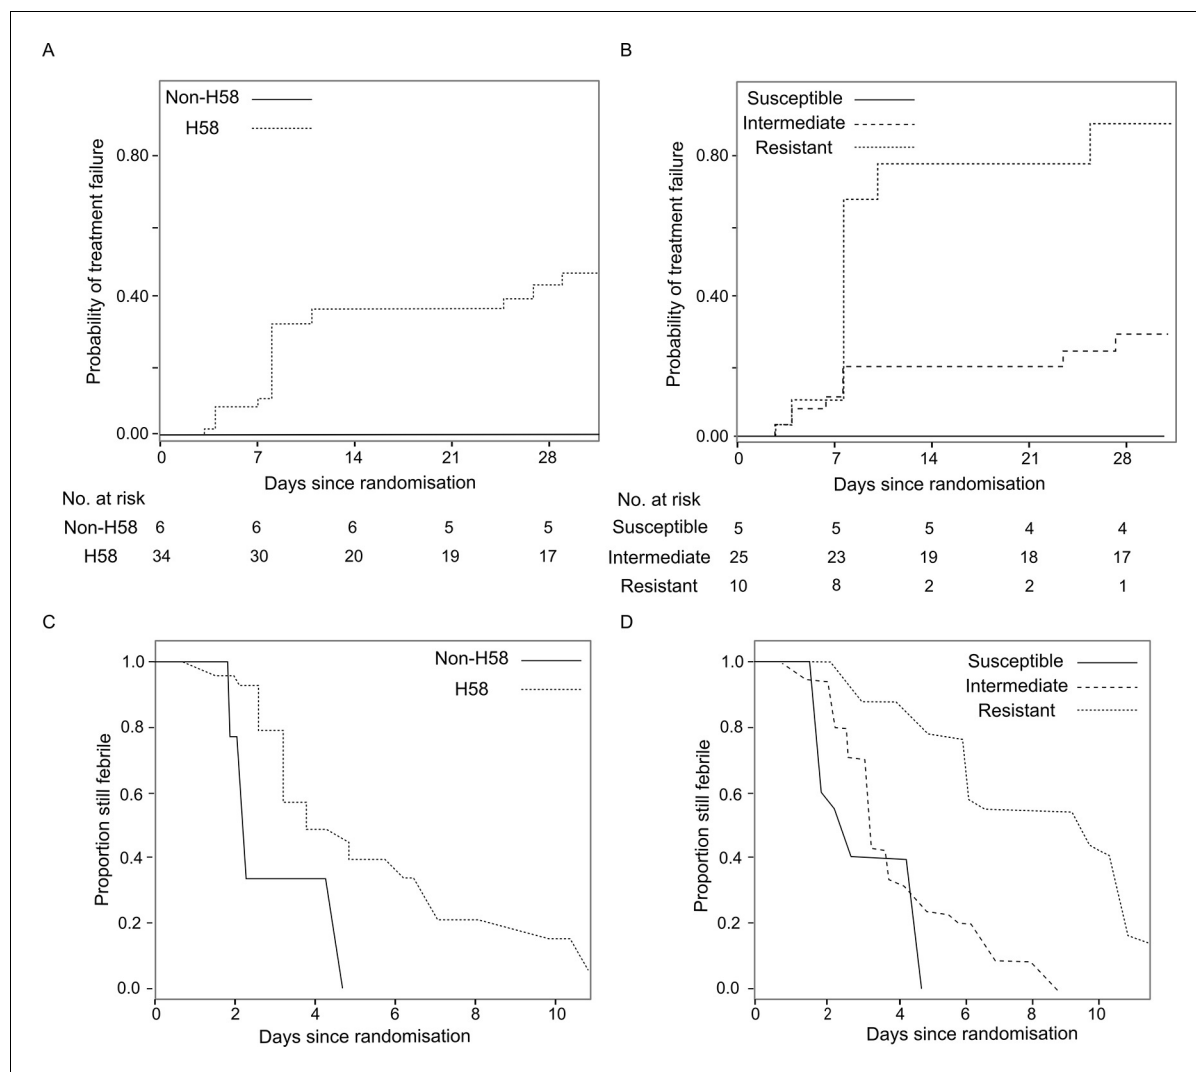 A
Non-H58
H58
Probability of treatment failure
0.80
0.40
0.00
0 7 14 21 28
Days since randomisation
No. at risk
Non-H58 6 6 6 5 5
H58 34 30 20 19 17
B
Susceptible
Intermediate
Resistant
Probability of treatment failure
0.80
0.40
0.00
0 7 14 21 28
Days since randomisation
No. at risk
Susceptible 5 5 5 4 4
Intermediate 25 23 19 18 17
Resistant 10 8 2 2 1
C
Non-H58
H58
Proportion still febrile
1.0
0.8
0.6
0.4
0.2
0.0
0 2 4 6 8 10
Days since randomisation
D
Susceptible
Intermediate
Resistant
Proportion still febrile
1.0
0.8
0.6
0.4
0.2
0.0
0 2 4 6 8 10
Days since randomisation